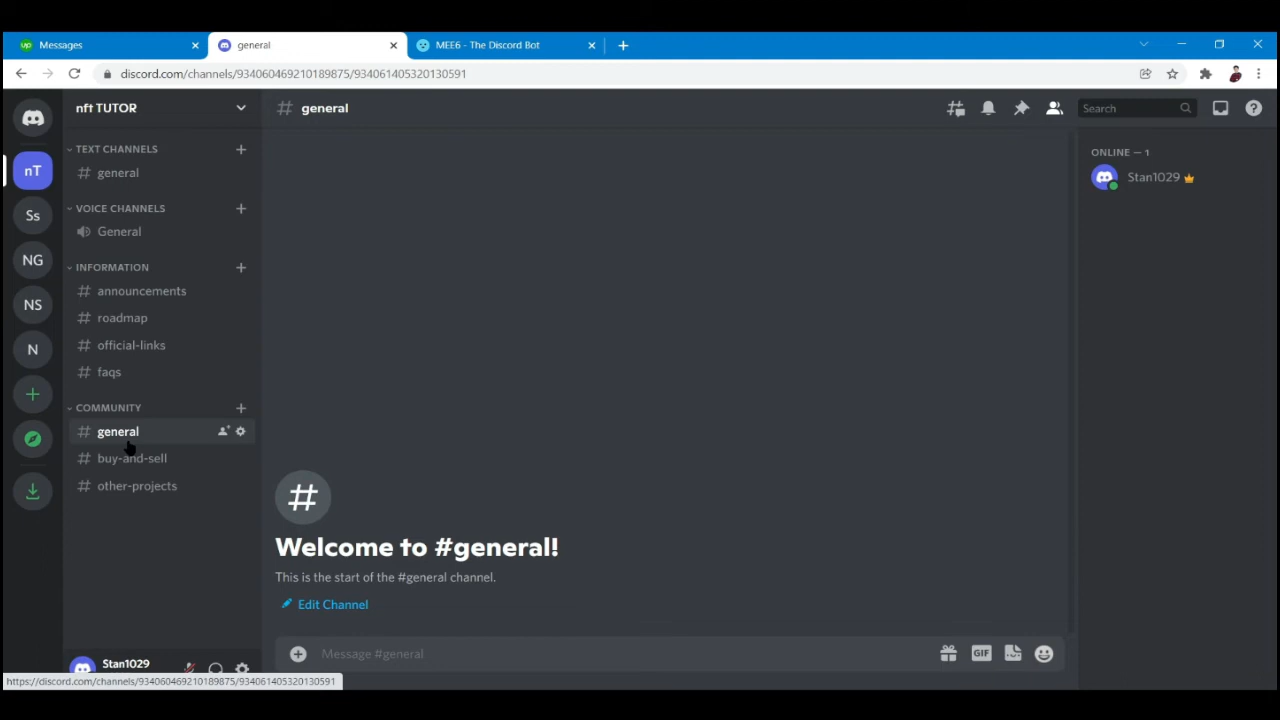 up Messages
general
MEE6 - The Discord Bot
discord.com/channels/934060469210189875/934061405320130591
nft TUTOR
# general
Search
nT
Ss
NG
NS
N
TEXT CHANNELS
# general
VOICE CHANNELS
General
INFORMATION
# announcements
# roadmap
# official-links
# faqs
COMMUNITY
# general
# buy-and-sell
# other-projects
Stan1029
#
Welcome to #general!
This is the start of the #general channel.
Edit Channel
Message #general
GIF
ONLINE — 1
Stan1029
https://discord.com/channels/934060469210189875/934061405320130591